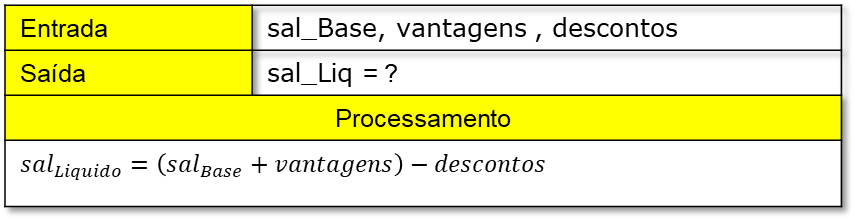 Entrada sal_Base, vantagens , descontos
Saída sal_Liq = ?
Processamento
sal_Liquido = (sal_Base + vantagens) − descontos